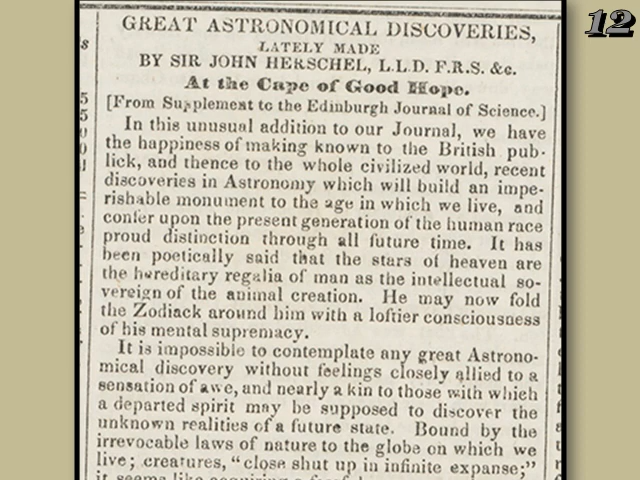 12
GREAT ASTRONOMICAL DISCOVERIES,
LATELY MADE
BY SIR JOHN HERSCHEL, L.L.D. F.R.S. &c.
At the Cape of Good Hope.
[From Supplement to the Edinburgh Journal of Science.]
In this unusual addition to our Journal, we have
the happiness of making known to the British pub-
lick, and thence to the whole civilized world, recent
discoveries in Astronomy which will build an impe-
rishable monument to the age in which we live, and
confer upon the present generation of the human race
proud distinction through all future time. It has
been poetically said that the stars of heaven are
the hereditary regalia of man as the intellectual so-
vereign of the animal creation. He may now fold
the Zodiack around him with a loftier consciousness
of his mental supremacy.
It is impossible to contemplate any great Astrono-
mical discovery without feelings closely allied to a
sensation of awe, and nearly a kin to those with which
a departed spirit may be supposed to discover the
unknown realities of a future state. Bound by the
irrevocable laws of nature to the globe on which we
live; creatures, "close shut up in infinite expanse;"
it seems like acquiring a